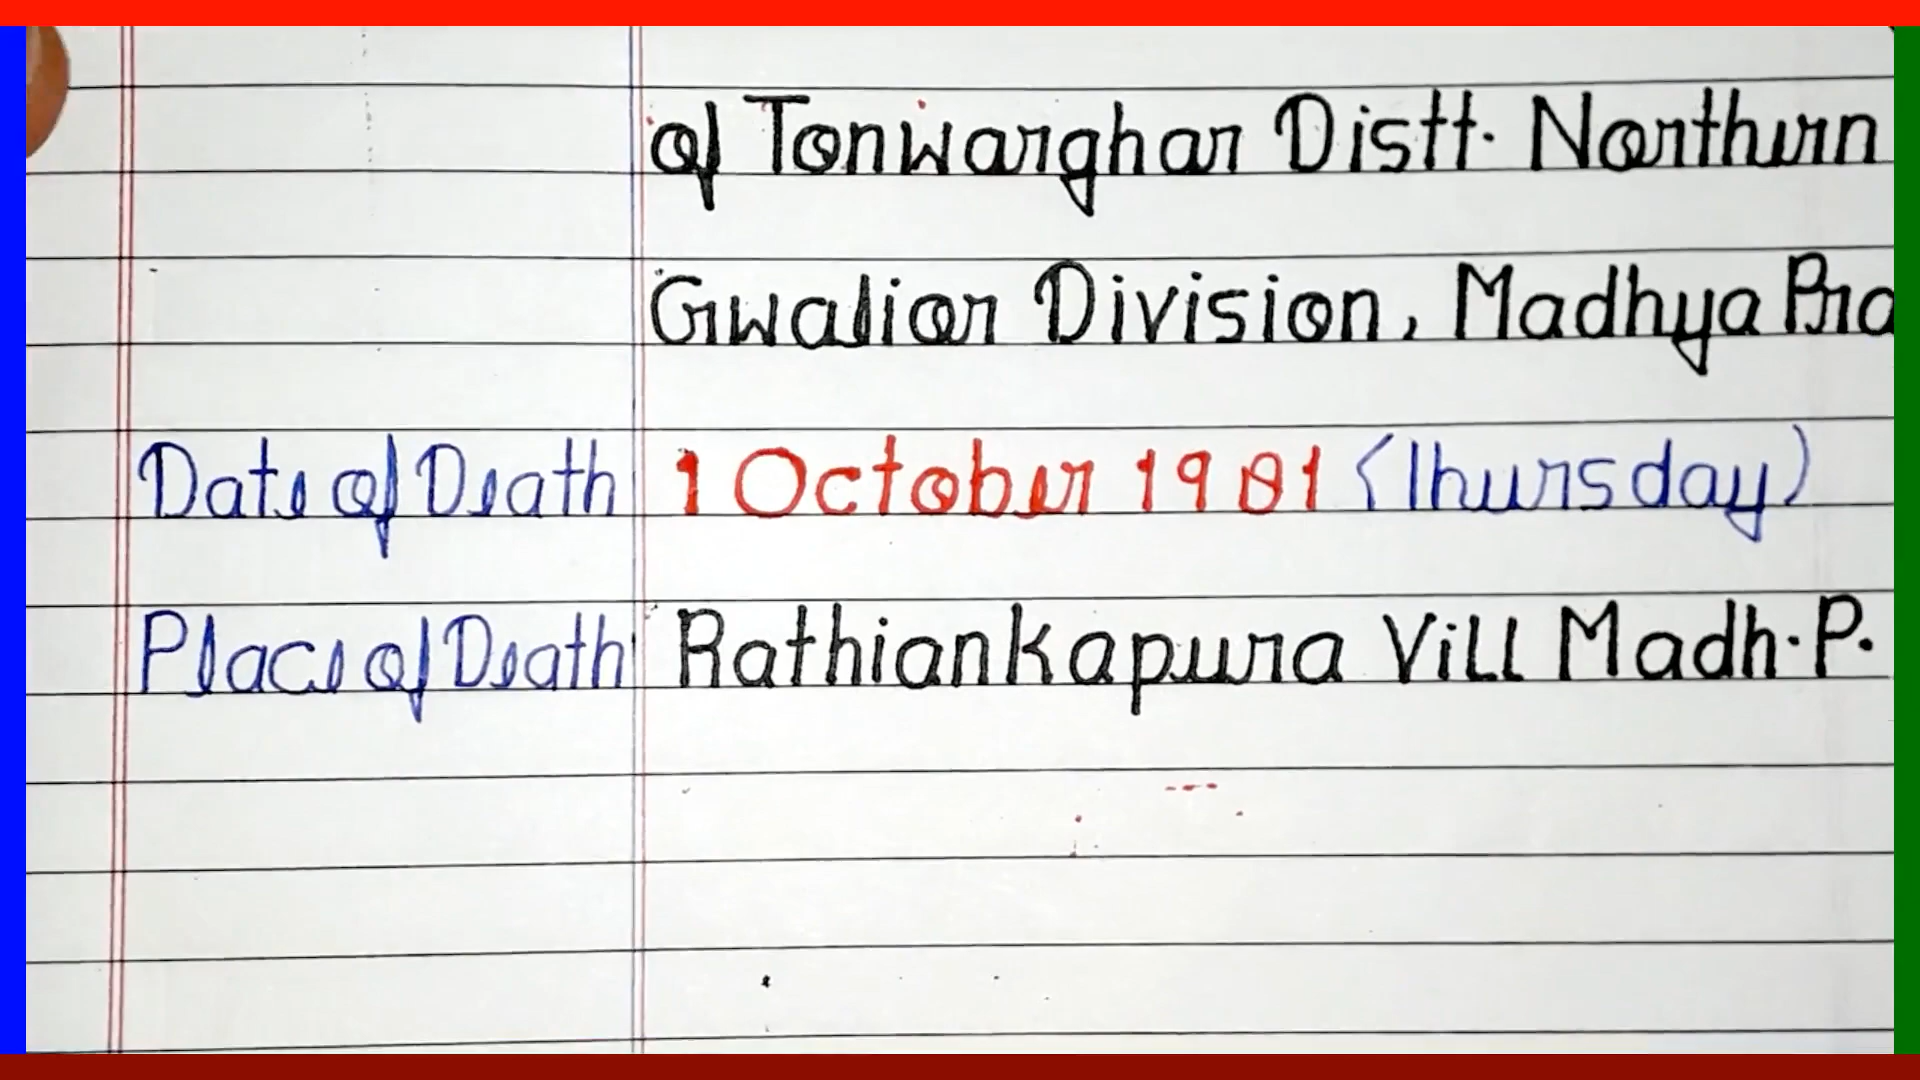 of Tonwarghar Distt. Northern
Gwalior Division, Madhya Pra
Date of Death 1 October 1981 (Thursday)
Place of Death Rathiankapura Vill Madh.P.